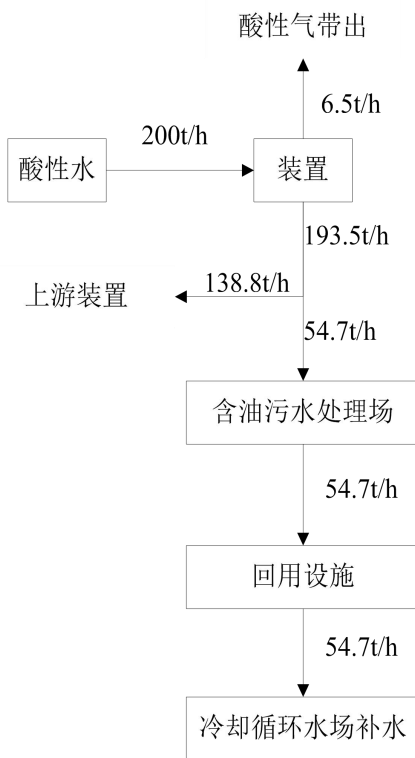 酸性气带出
6.5t/h
200t/h
酸性水
装置
193.5t/h
138.8t/h
上游装置
54.7t/h
含油污水处理场
54.7t/h
回用设施
54.7t/h
冷却循环水场补水